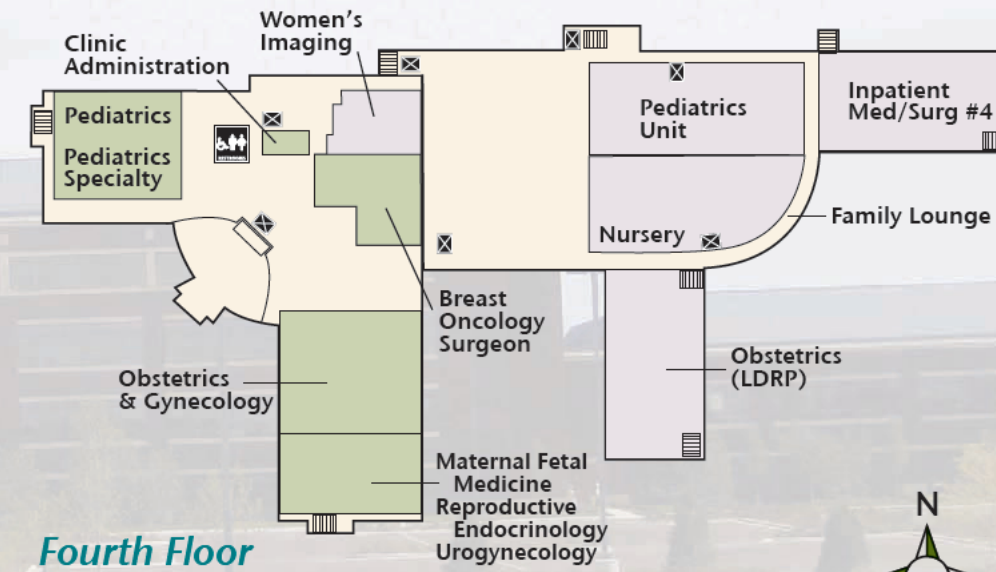 Women's
Imaging
Clinic
Administration
Pediatrics
Pediatrics
Specialty
Pediatrics
Unit
Inpatient
Med/Surg #4
Nursery
Family Lounge
Breast
Oncology
Surgeon
Obstetrics
& Gynecology
Obstetrics
(LDRP)
Maternal Fetal
Medicine
Reproductive
Endocrinology
Urogynecology
Fourth Floor
N